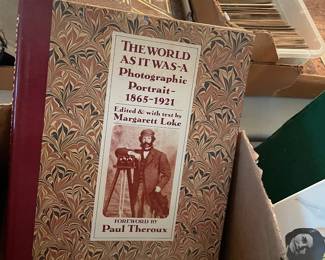 THE WORLD
AS IT WAS-A
Photographic
Portrait-
1865-1921
Edited & with text by
Margarett Loke
FOREWORD BY
Paul Theroux